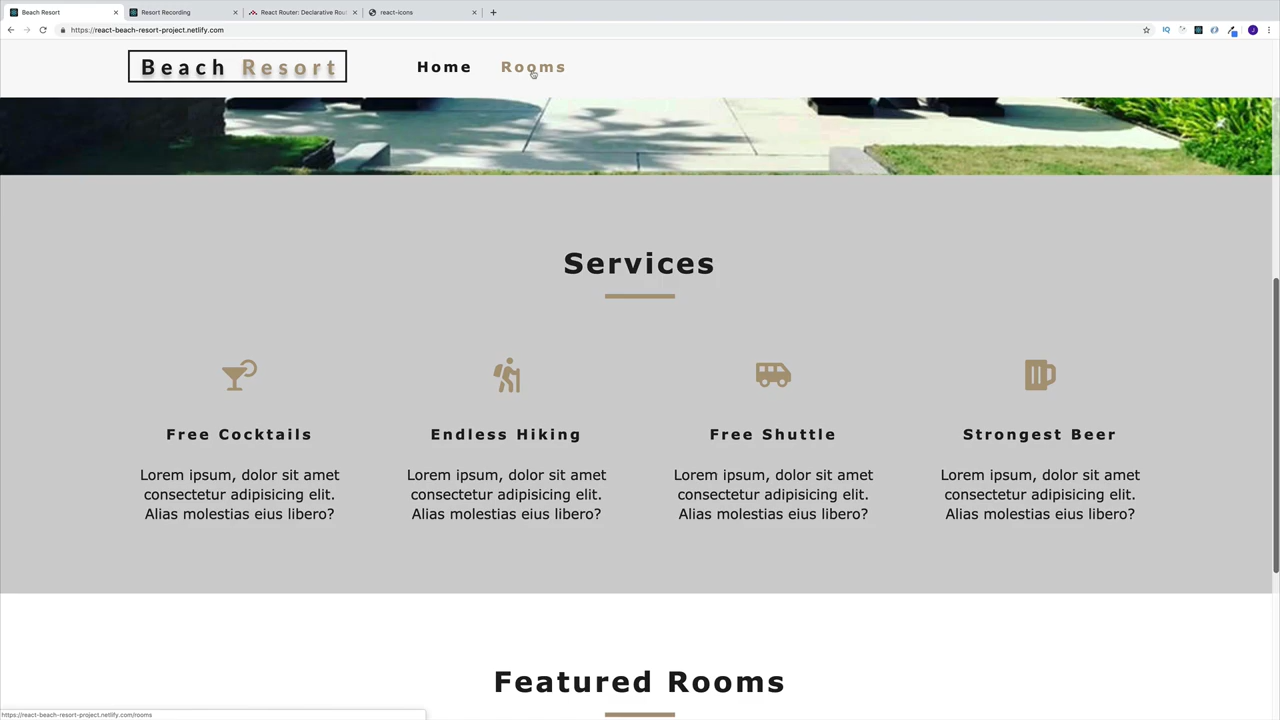 Beach Resort
Resort Recording
React Router: Declarative Rou
react-icons
https://react-beach-resort-project.netlify.com
IQ
J
Beach Resort
Home
Rooms
Services
Free Cocktails
Endless Hiking
Free Shuttle
Strongest Beer
Lorem ipsum, dolor sit amet
consectetur adipisicing elit.
Alias molestias eius libero?
Lorem ipsum, dolor sit amet
consectetur adipisicing elit.
Alias molestias eius libero?
Lorem ipsum, dolor sit amet
consectetur adipisicing elit.
Alias molestias eius libero?
Lorem ipsum, dolor sit amet
consectetur adipisicing elit.
Alias molestias eius libero?
Featured Rooms
https://react-beach-resort-project.netlify.com/rooms